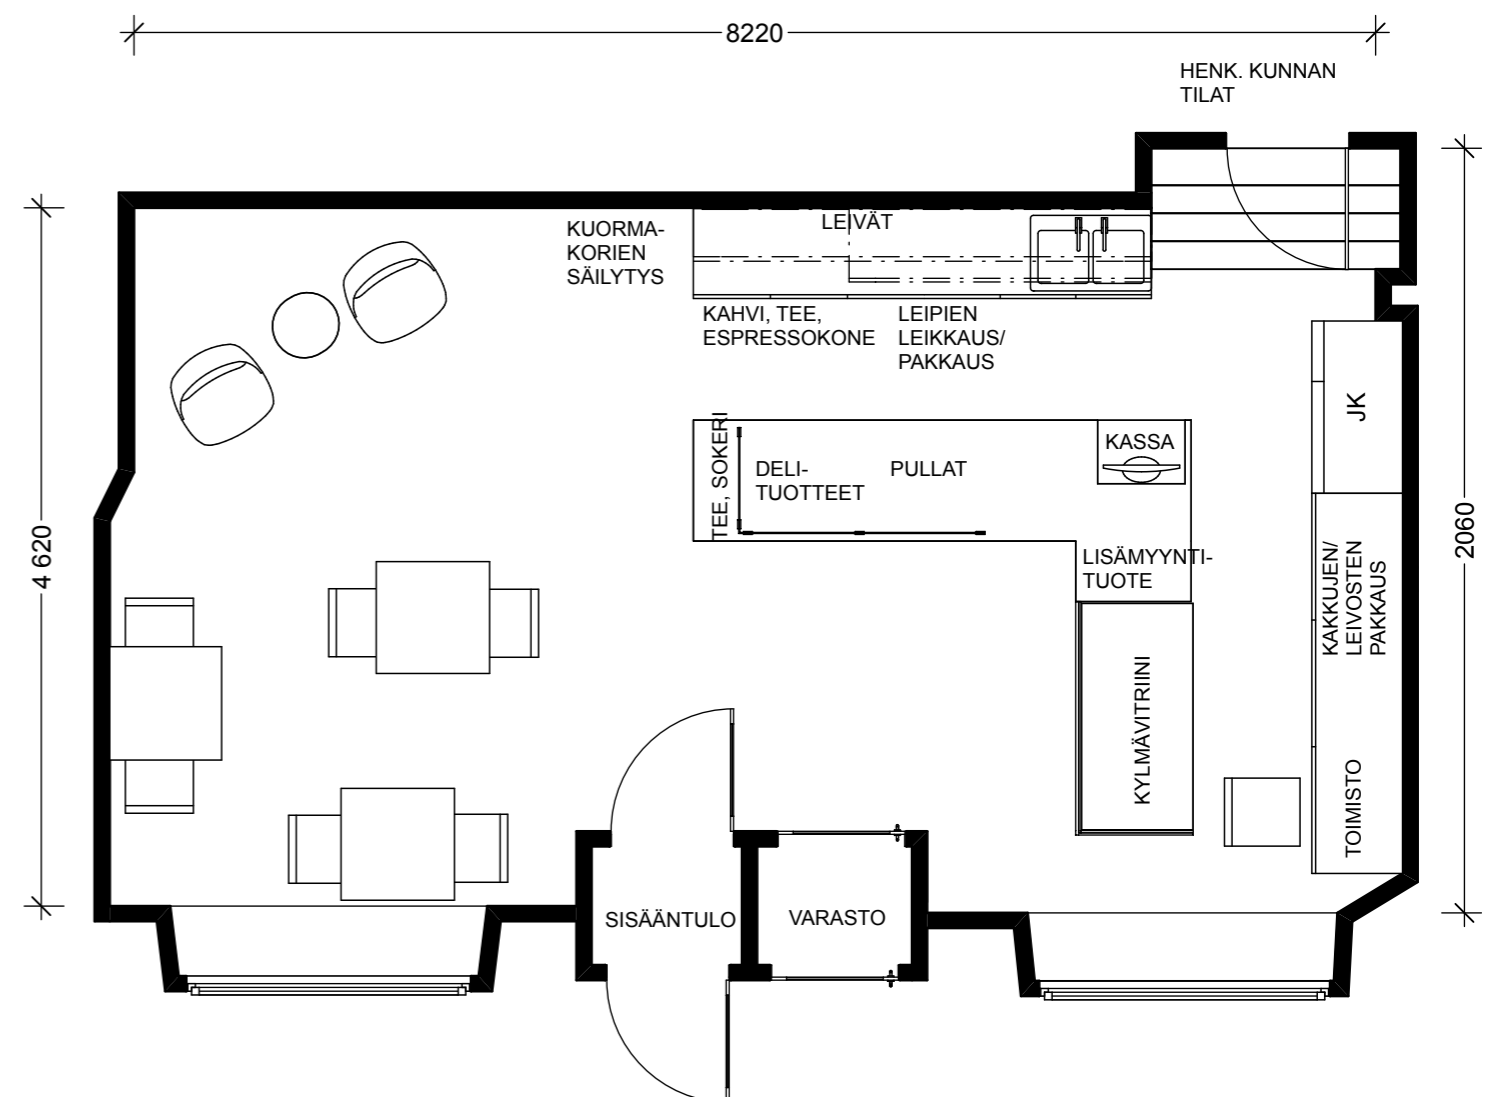 8220
HENK. KUNNAN
TILAT
KUORMA-
KORIEN
SÄILYTYS
LEIVÄT
KAHVI, TEE,
ESPRESSOKONE
LEIPIEN
LEIKKAUS/
PAKKAUS
JK
TEE, SOKERI
DELI-
TUOTTEET
PULLAT
KASSA
4 620
2060
LISÄMYYNTI-
TUOTE
KAKKUJEN/
LEIVOSTEN
PAKKAUS
KYLMÄVITRIINI
TOIMISTO
SISÄÄNTULO
VARASTO